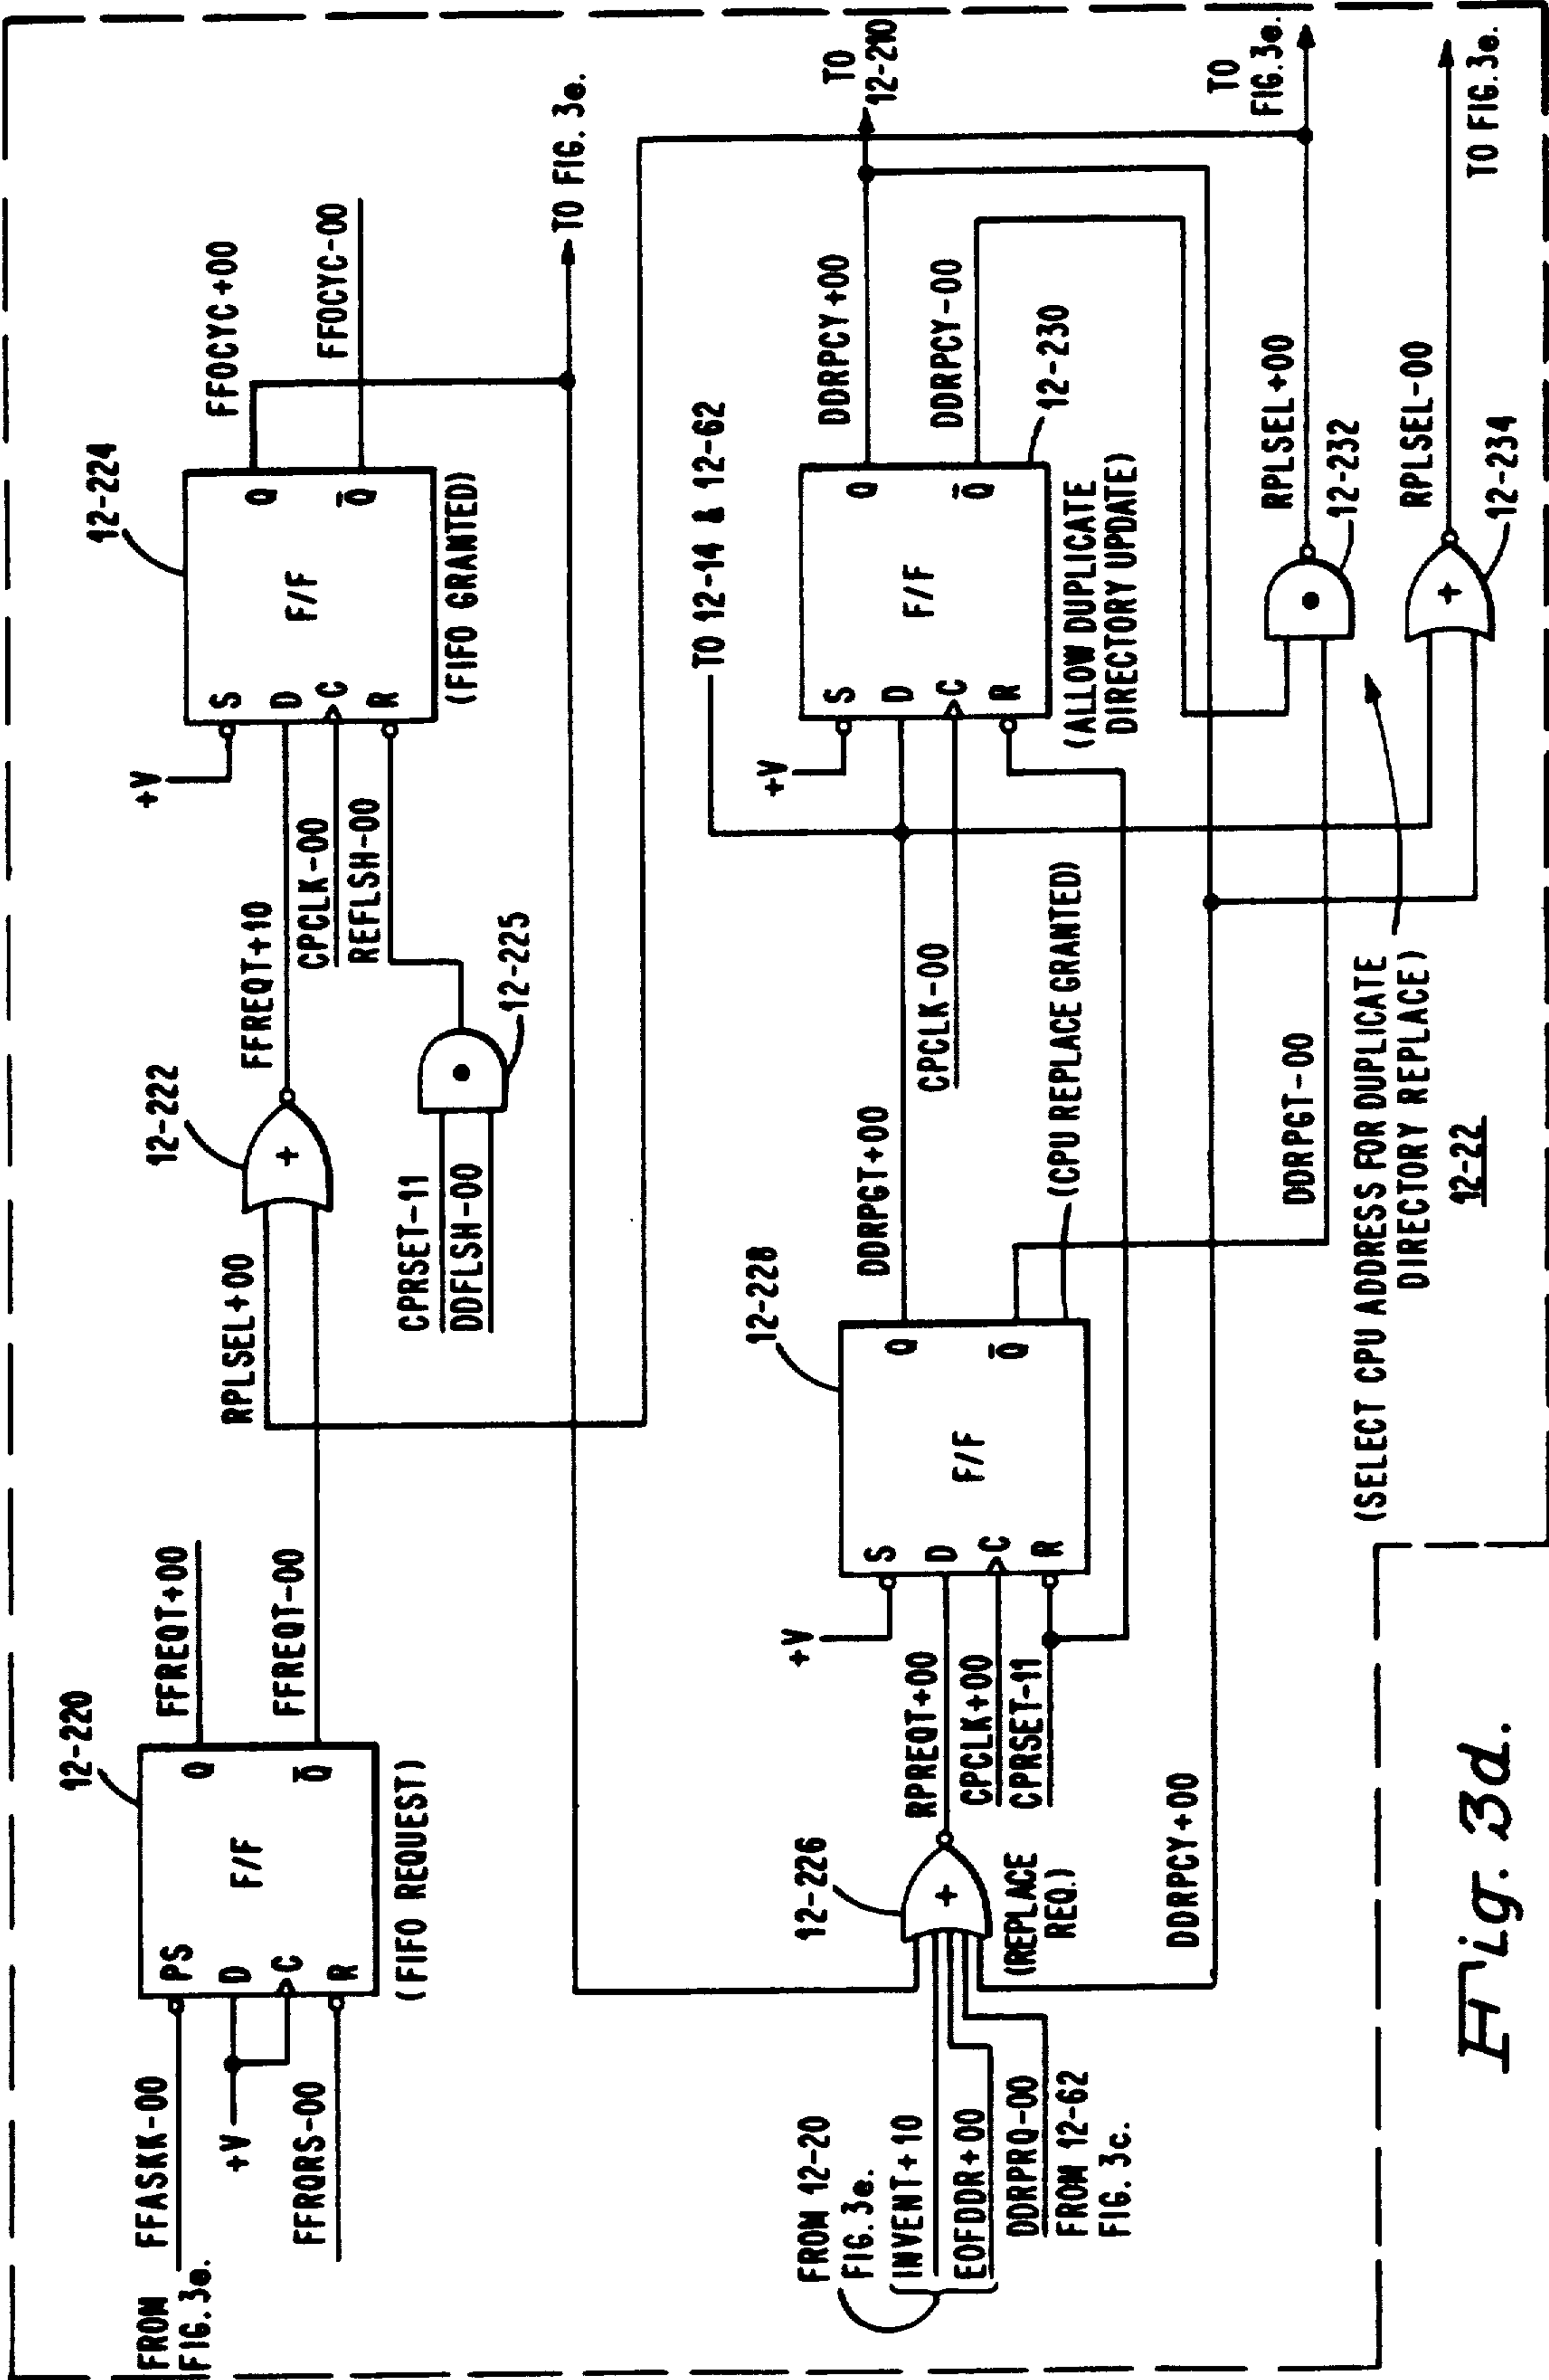 FROM FFASKK-00
FIG.3e.
+V
FFRQRS-00
12-220
PS
D
C
R
F/F
Q
Q̅
(FIFO REQUEST)
FFREQT+00
FFREQT-00
RPLSEL+00
12-222
+
FFREQT+10
CPRSET-11
DDFLSH-00
12-225
CPCLK-00
REFLSH-00
+V
12-224
S
D
C
R
F/F
Q
Q̅
(FIFO GRANTED)
FFOCYC+00
FFOCYC-00
TO FIG. 3e.
FROM 12-20
FIG. 3e.
INVENT+10
EOFDDR+00
DDRPRQ-00
FROM 12-62
FIG. 3c.
12-226
+
(REPLACE
REQ.)
DDRPCY+00
RPREQT+00
CPCLK+00
CPRSET-11
+V
12-228
S
D
C
R
F/F
Q
Q̅
(CPU REPLACE GRANTED)
DDRPGT+00
DDRPGT-00
CPCLK-00
+V
TO 12-14 & 12-62
S
D
C
R
F/F
Q
Q̅
(ALLOW DUPLICATE
DIRECTORY UPDATE)
12-230
DDRPCY+00
DDRPCY-00
TO
12-210
RPLSEL+00
12-232
TO
FIG.3e.
RPLSEL-00
+
12-234
TO FIG.3e.
(SELECT CPU ADDRESS FOR DUPLICATE
DIRECTORY REPLACE)
12-22
Fig. 3d.